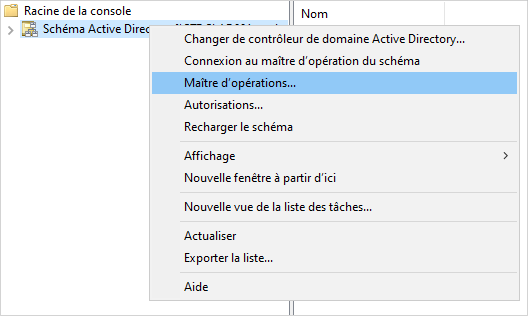 Racine de la console
Nom
Schéma Active Direc
Changer de contrôleur de domaine Active Directory...
Connexion au maître d'opération du schéma
Maître d'opérations...
Autorisations...
Recharger le schéma
Affichage
Nouvelle fenêtre à partir d'ici
Nouvelle vue de la liste des tâches...
Actualiser
Exporter la liste...
Aide